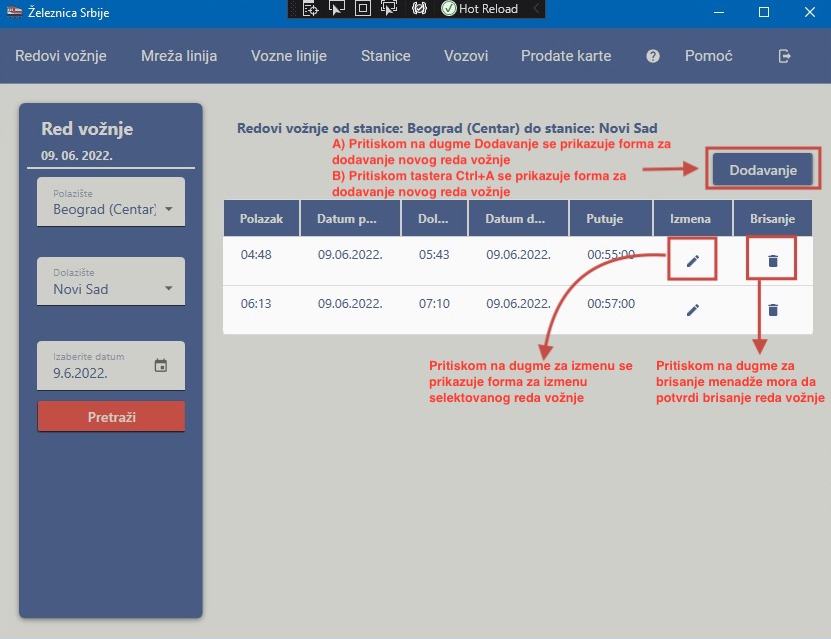 Železnica Srbije
Hot Reload
Redovi vožnje Mreža linija Vozne linije Stanice Vozovi Prodate karte ? Pomoć
Red vožnje
09. 06. 2022.
Polazište
Beograd (Centar)
Dolazište
Novi Sad
Izaberite datum
9.6.2022.
Pretraži
Redovi vožnje od stanice: Beograd (Centar) do stanice: Novi Sad
A) Pritiskom na dugme Dodavanje se prikazuje forma za
dodavanje novog reda vožnje
B) Pritiskom tastera Ctrl+A se prikazuje forma za
dodavanje novog reda vožnje
Dodavanje
Polazak Datum p... Dol... Datum d... Putuje Izmena Brisanje
04:48 09.06.2022. 05:43 09.06.2022. 00:55:00
06:13 09.06.2022. 07:10 09.06.2022. 00:57:00
Pritiskom na dugme za izmenu se
prikazuje forma za izmenu
selektovanog reda vožnje
Pritiskom na dugme za
brisanje menadže mora da
potvrdi brisanje reda vožnje